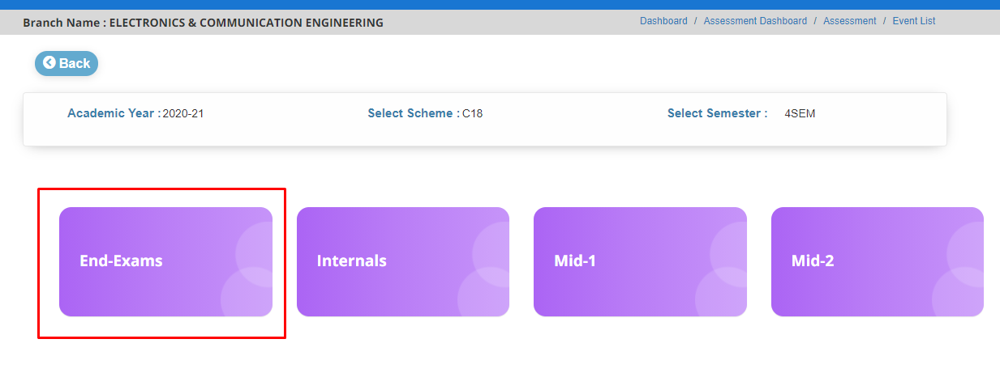 Branch Name : ELECTRONICS & COMMUNICATION ENGINEERING
Dashboard / Assessment Dashboard / Assessment / Event List
Back
Academic Year : 2020-21 Select Scheme : C18 Select Semester : 4SEM
End-Exams Internals Mid-1 Mid-2